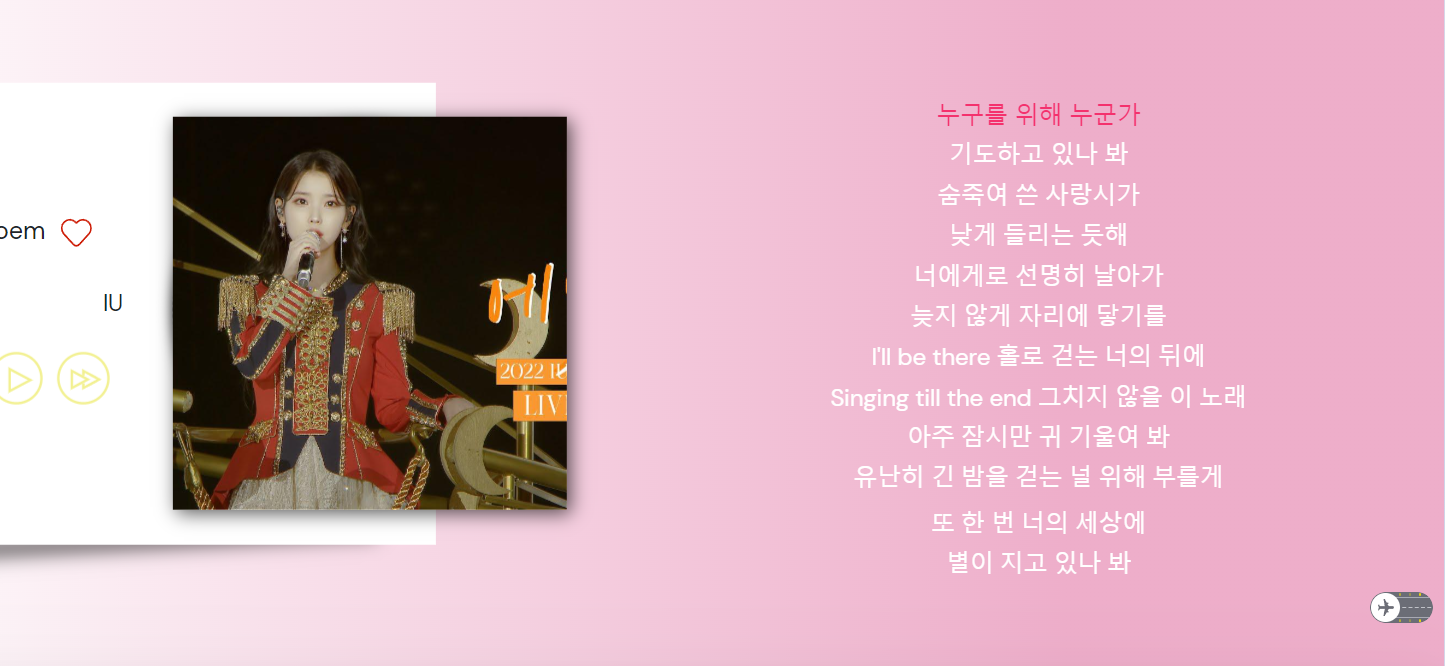 oem
IU
에
2022 IU
LIV
누구를 위해 누군가
기도하고 있나 봐
숨죽여 쓴 사랑시가
낮게 들리는 듯해
너에게로 선명히 날아가
늦지 않게 자리에 닿기를
I'll be there 홀로 걷는 너의 뒤에
Singing till the end 그치지 않을 이 노래
아주 잠시만 귀 기울여 봐
유난히 긴 밤을 걷는 널 위해 부를게
또 한 번 너의 세상에
별이 지고 있나 봐